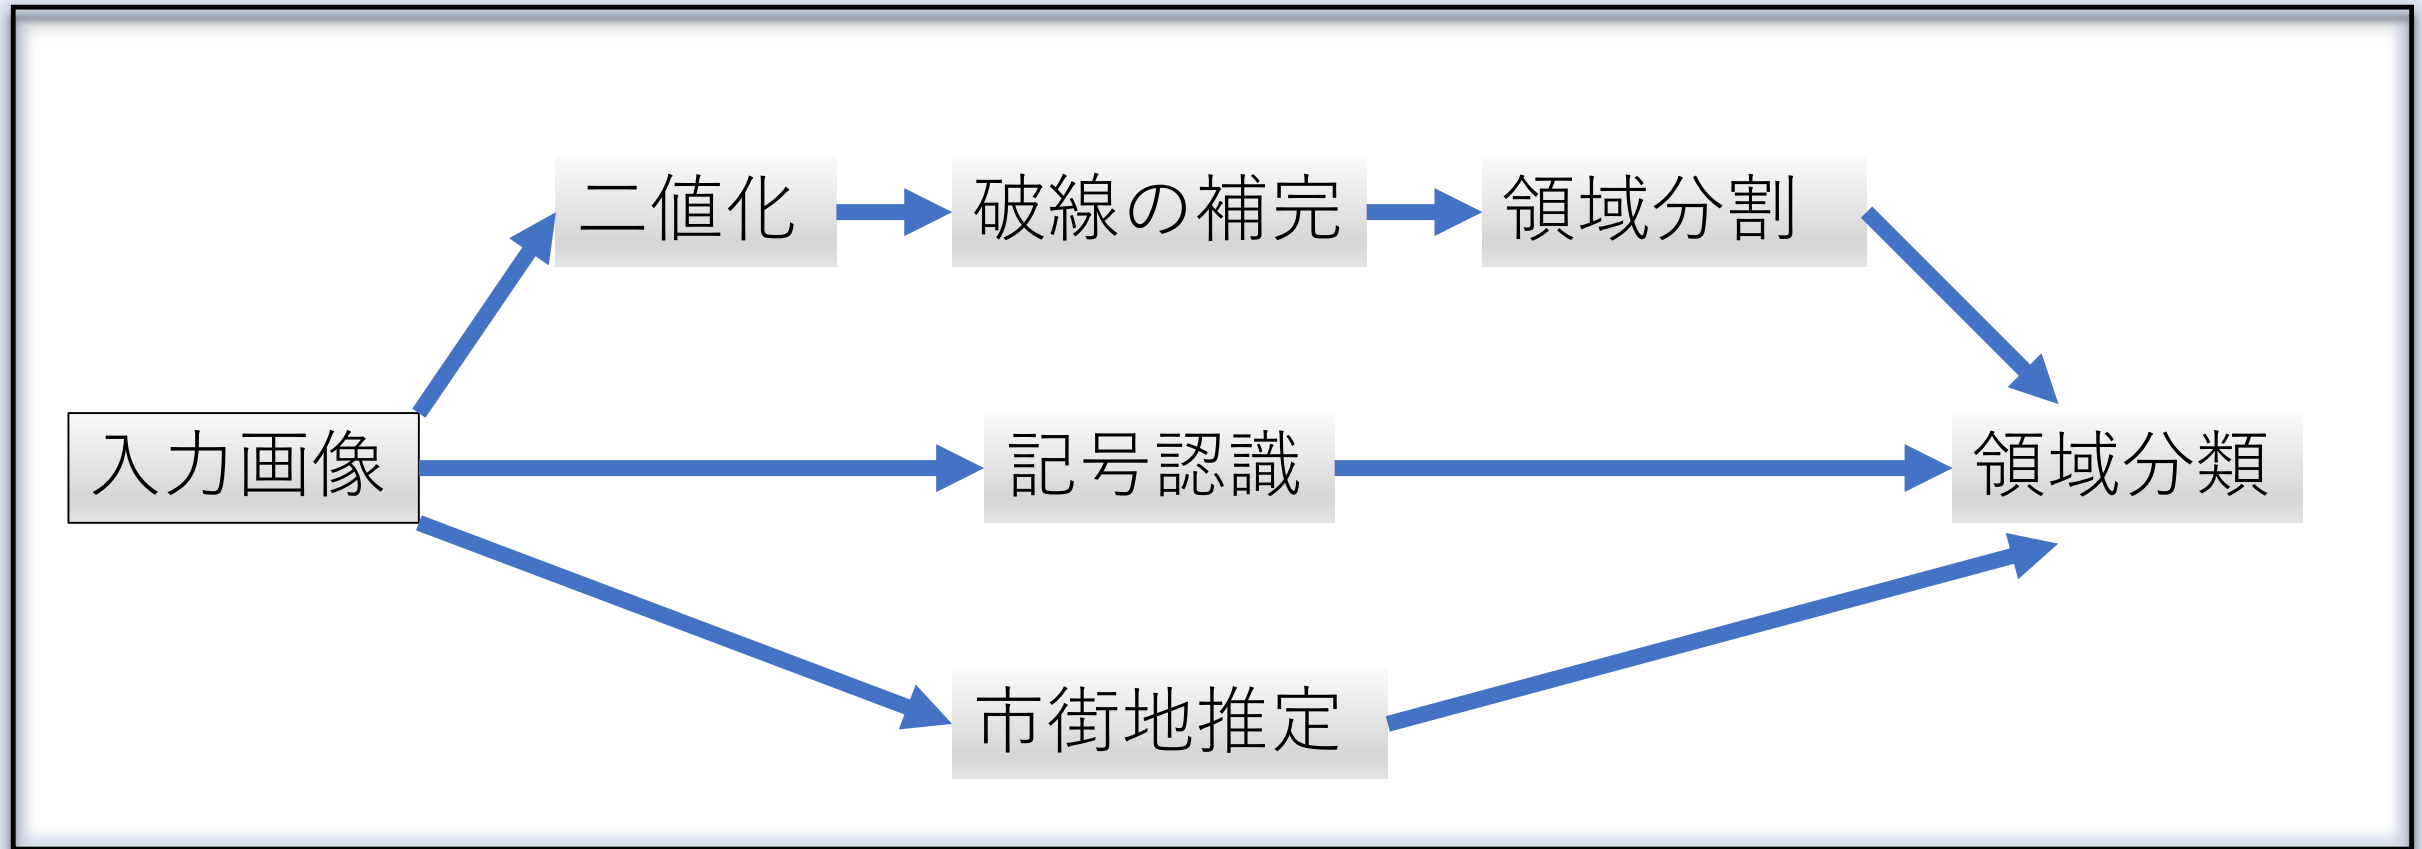 二値化
破線の補完
領域分割
入力画像
記号認識
領域分類
市街地推定